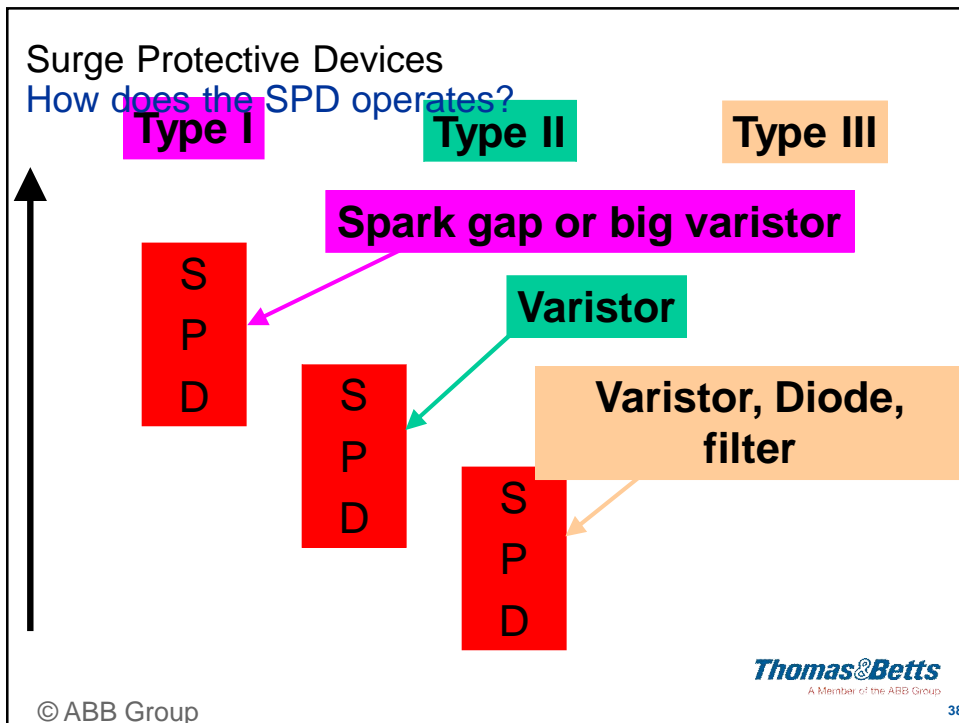 Surge Protective Devices
How does the SPD operates?
Type I
Type II
Type III
Spark gap or big varistor
Varistor
Varistor, Diode,
filter
S
P
D
S
P
D
S
P
D
Thomas&Betts
A Member of the ABB Group
© ABB Group
38